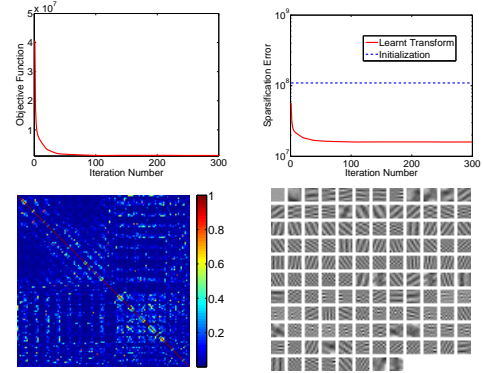 x 10^7
5
4
3
2
1
Objective Function
0 100 200 300
Iteration Number
10^9
10^8
10^7
Sparsification Error
Learnt Transform
Initialization
0 100 200 300
Iteration Number
1
0.8
0.6
0.4
0.2